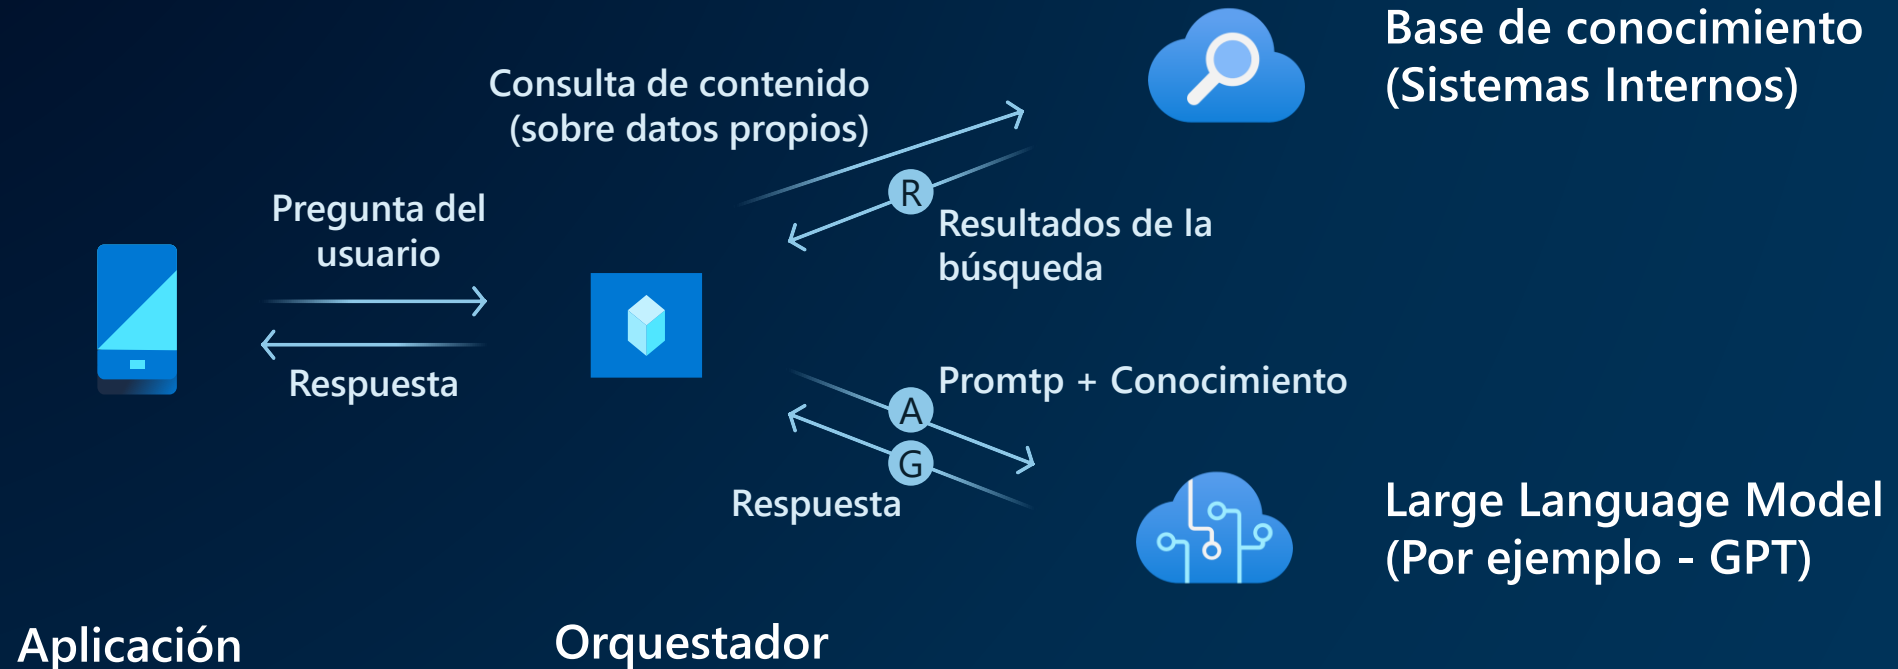 Base de conocimiento
(Sistemas Internos)
Consulta de contenido
(sobre datos propios)
R
Resultados de la
búsqueda
Pregunta del
usuario
Respuesta
Promtp + Conocimiento
A
G
Respuesta
Large Language Model
(Por ejemplo - GPT)
Aplicación
Orquestador